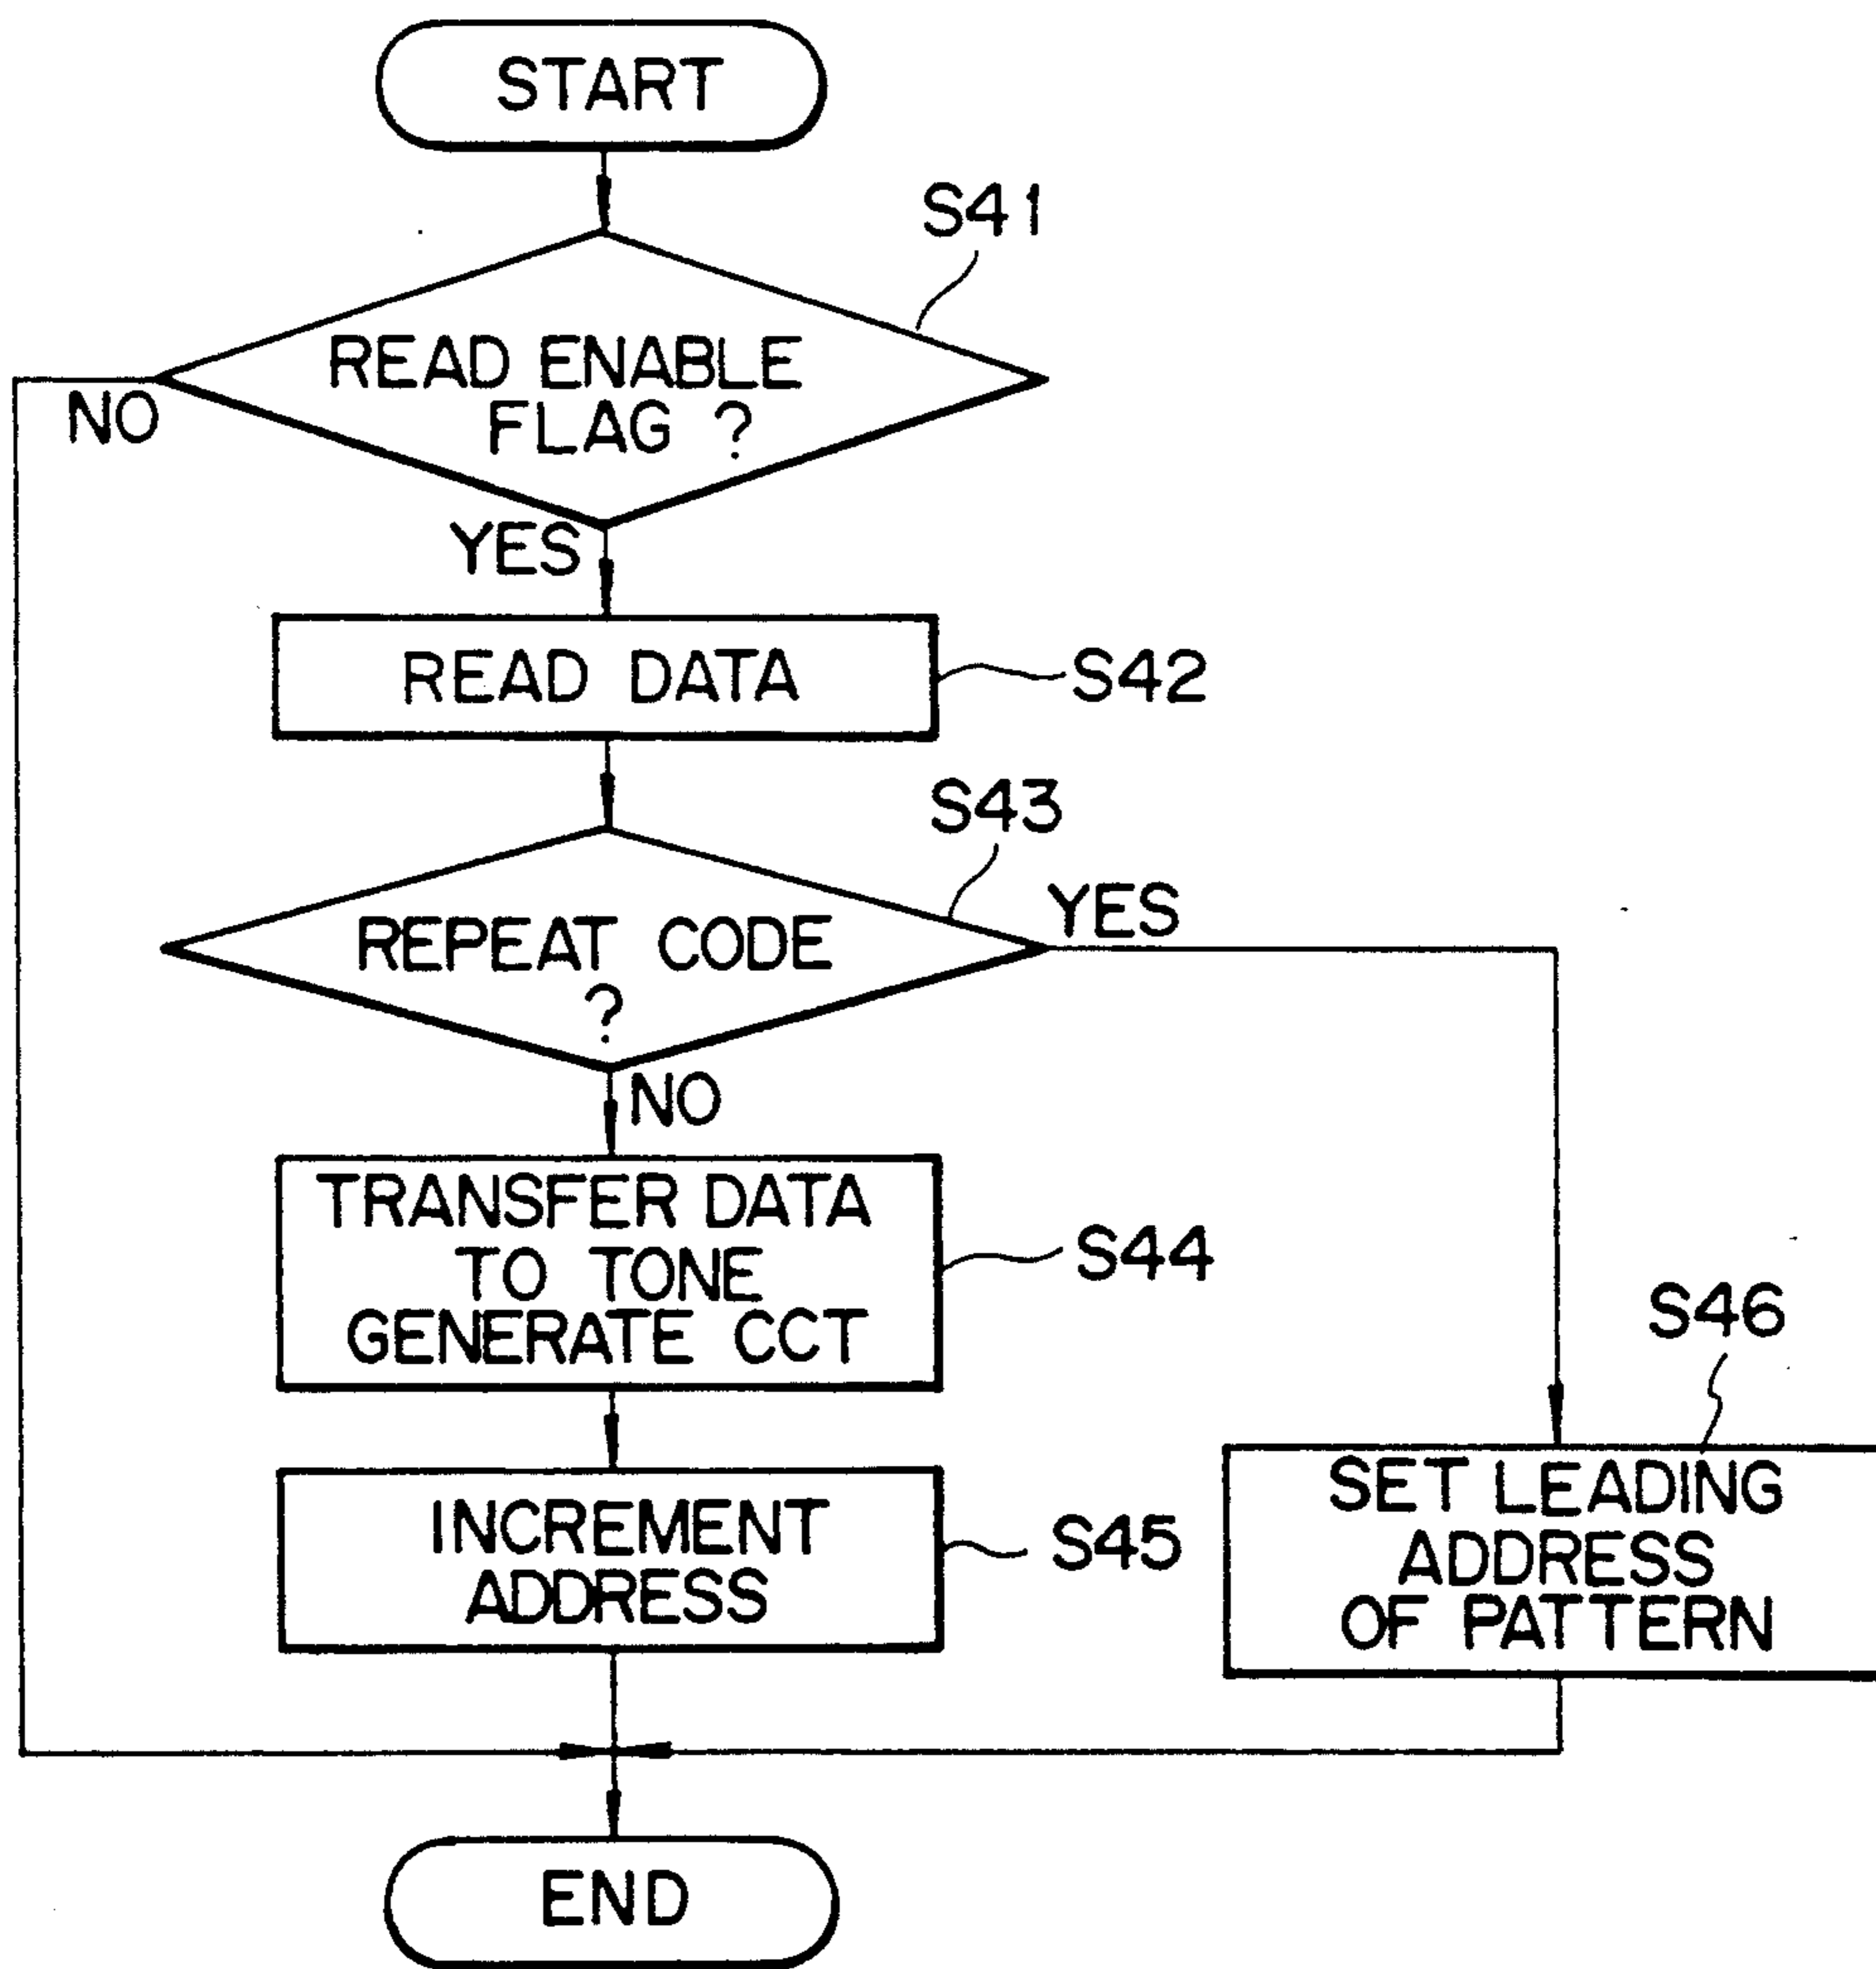 START
S41
READ ENABLE
FLAG ?
NO
YES
READ DATA
S42
S43
REPEAT CODE
?
YES
NO
TRANSFER DATA
TO TONE
GENERATE CCT
S44
S46
INCREMENT
ADDRESS
S45
SET LEADING
ADDRESS
OF PATTERN
END